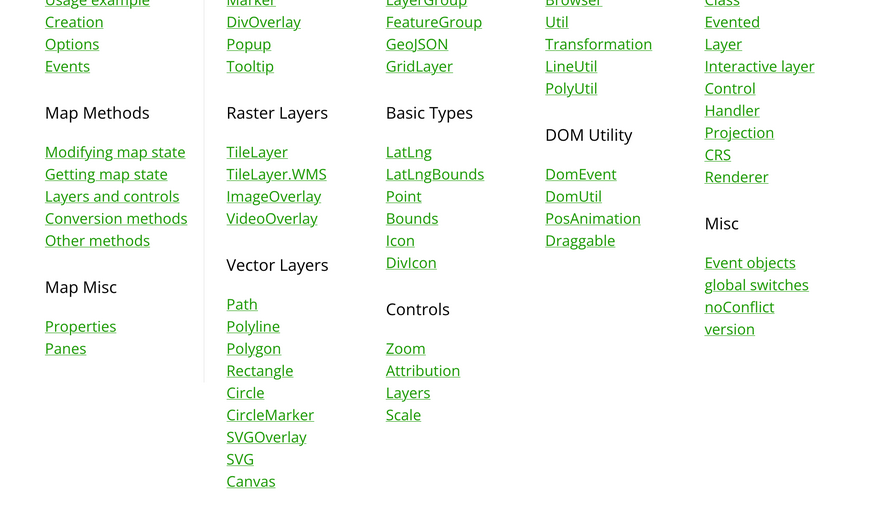 Usage example
Creation
Options
Events
Map Methods
Modifying map state
Getting map state
Layers and controls
Conversion methods
Other methods
Map Misc
Properties
Panes
Marker
DivOverlay
Popup
Tooltip
Raster Layers
TileLayer
TileLayer.WMS
ImageOverlay
VideoOverlay
Vector Layers
Path
Polyline
Polygon
Rectangle
Circle
CircleMarker
SVGOverlay
SVG
Canvas
LayerGroup
FeatureGroup
GeoJSON
GridLayer
Basic Types
LatLng
LatLngBounds
Point
Bounds
Icon
DivIcon
Controls
Zoom
Attribution
Layers
Scale
Browser
Util
Transformation
LineUtil
PolyUtil
DOM Utility
DomEvent
DomUtil
PosAnimation
Draggable
Class
Evented
Layer
Interactive layer
Control
Handler
Projection
CRS
Renderer
Misc
Event objects
global switches
noConflict
version